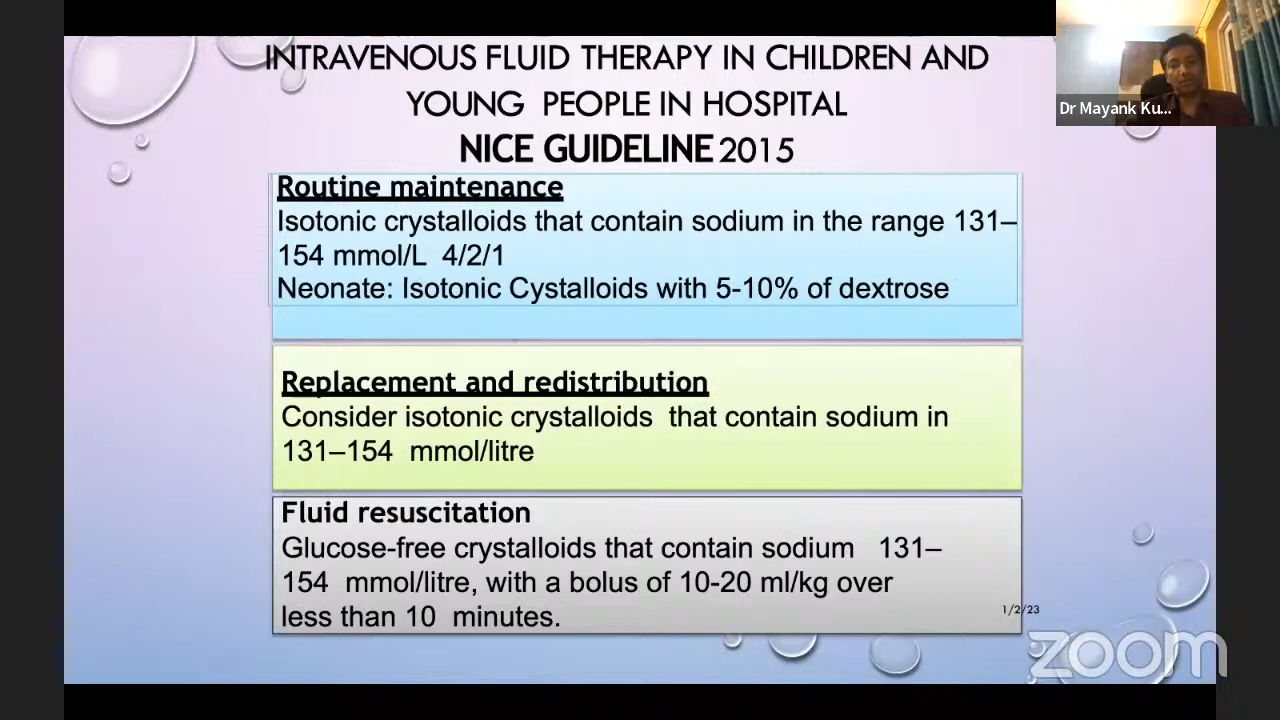 INTRAVENOUS FLUID THERAPY IN CHILDREN AND
YOUNG PEOPLE IN HOSPITAL
NICE GUIDELINE 2015
Dr Mayank Ku...
Routine maintenance
Isotonic crystalloids that contain sodium in the range 131–
154 mmol/L 4/2/1
Neonate: Isotonic Cystalloids with 5-10% of dextrose
Replacement and redistribution
Consider isotonic crystalloids that contain sodium in
131–154 mmol/litre
Fluid resuscitation
Glucose-free crystalloids that contain sodium 131–
154 mmol/litre, with a bolus of 10-20 ml/kg over
less than 10 minutes.
1/2/23
zoom